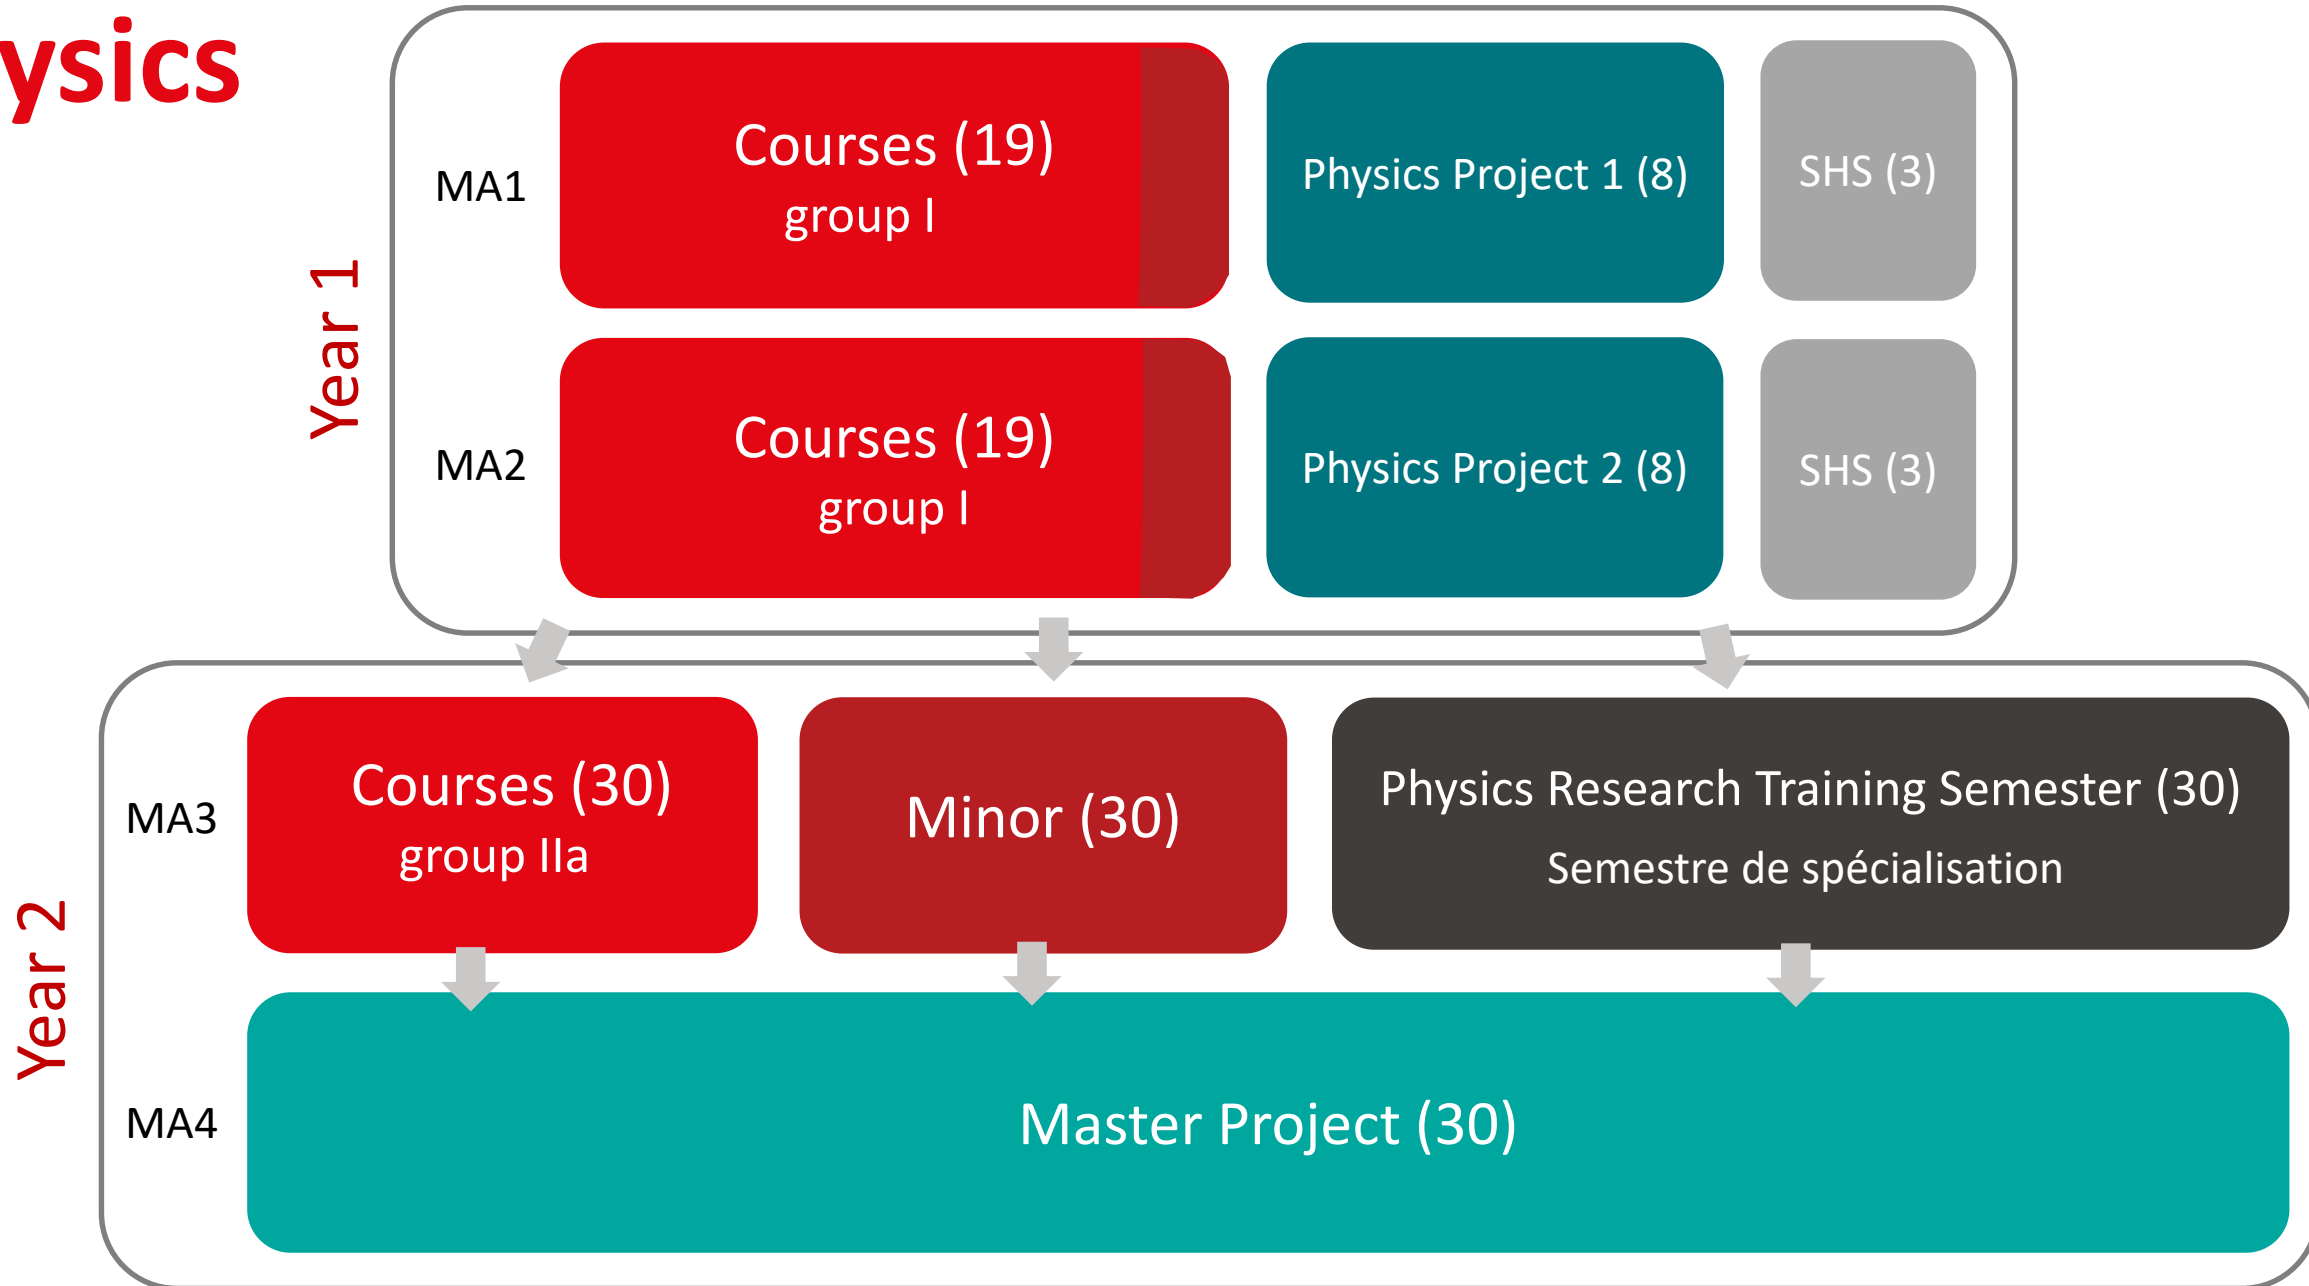 ysics
Year 1
MA1
Courses (19)
group I
Physics Project 1 (8)
SHS (3)
MA2
Courses (19)
group I
Physics Project 2 (8)
SHS (3)
Year 2
MA3
Courses (30)
group IIa
Minor (30)
Physics Research Training Semester (30)
Semestre de spécialisation
MA4
Master Project (30)